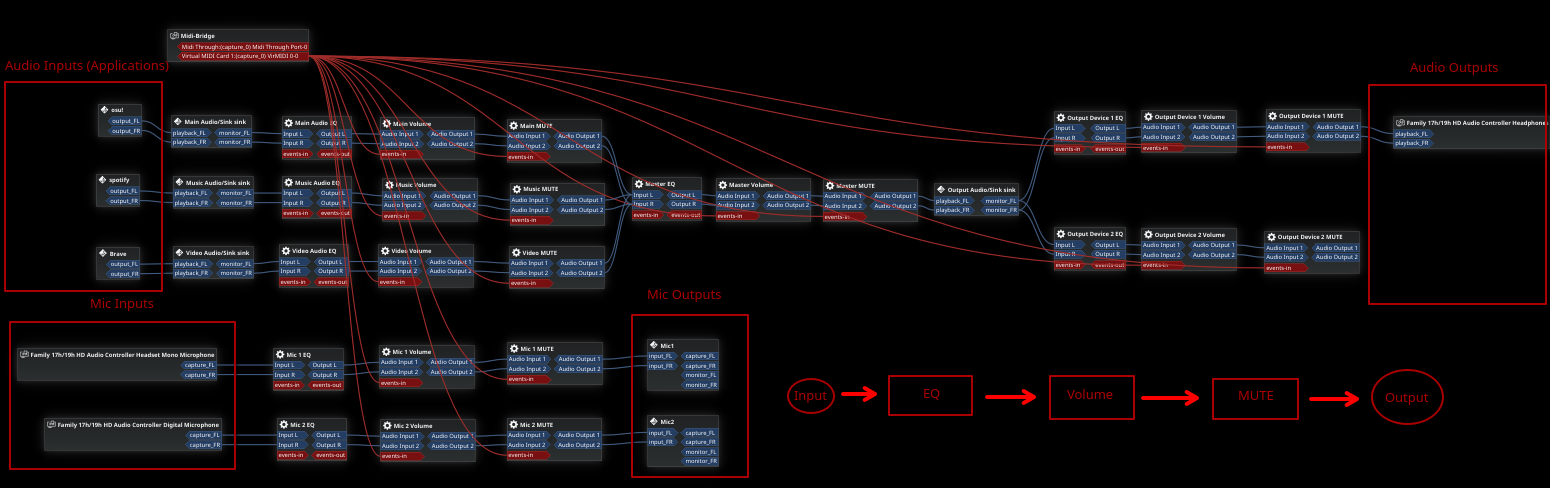 Midi-Bridge
Midi Through:(capture_0) Midi Through Port-0
Virtual MIDI Card 1:(capture_0) VirMIDI 0-0
Audio Inputs (Applications)
Audio Outputs
osu!
output_FL
output_FR
Main Audio/Sink sink
playback_FL monitor_FL
playback_FR monitor_FR
Main Audio EQ
Input L Output L
Input R Output R
events-in events-out
Main Volume
Audio Input 1 Audio Output 1
Audio Input 2 Audio Output 2
events-in
Main MUTE
Audio Input 1 Audio Output 1
Audio Input 2 Audio Output 2
events-in
Output Device 1 EQ
Input L Output L
Input R Output R
events-in events-out
Output Device 1 Volume
Audio Input 1 Audio Output 1
Audio Input 2 Audio Output 2
events-in
Output Device 1 MUTE
Audio Input 1 Audio Output 1
Audio Input 2 Audio Output 2
events-in
Family 17h/19h HD Audio Controller Headphone
playback_FL
playback_FR
spotify
output_FL
output_FR
Music Audio/Sink sink
playback_FL monitor_FL
playback_FR monitor_FR
Music Audio EQ
Input L Output L
Input R Output R
events-in events-out
Music Volume
Audio Input 1 Audio Output 1
Audio Input 2 Audio Output 2
events-in
Music MUTE
Audio Input 1 Audio Output 1
Audio Input 2 Audio Output 2
events-in
Master EQ
Input L Output L
Input R Output R
events-in events-out
Master Volume
Audio Input 1 Audio Output 1
Audio Input 2 Audio Output 2
events-in
Master MUTE
Audio Input 1 Audio Output 1
Audio Input 2 Audio Output 2
events-in
Output Audio/Sink sink
playback_FL monitor_FL
playback_FR monitor_FR
Brave
output_FL
output_FR
Video Audio/Sink sink
playback_FL monitor_FL
playback_FR monitor_FR
Video Audio EQ
Input L Output L
Input R Output R
events-in events-out
Video Volume
Audio Input 1 Audio Output 1
Audio Input 2 Audio Output 2
events-in
Video MUTE
Audio Input 1 Audio Output 1
Audio Input 2 Audio Output 2
events-in
Output Device 2 EQ
Input L Output L
Input R Output R
events-in events-out
Output Device 2 Volume
Audio Input 1 Audio Output 1
Audio Input 2 Audio Output 2
events-in
Output Device 2 MUTE
Audio Input 1 Audio Output 1
Audio Input 2 Audio Output 2
events-in
Mic Inputs
Mic Outputs
Family 17h/19h HD Audio Controller Headset Mono Microphone
capture_FL
capture_FR
Mic 1 EQ
Input L Output L
Input R Output R
events-in events-out
Mic 1 Volume
Audio Input 1 Audio Output 1
Audio Input 2 Audio Output 2
events-in
Mic 1 MUTE
Audio Input 1 Audio Output 1
Audio Input 2 Audio Output 2
events-in
Mic1
input_FL capture_FL
input_FR capture_FR
monitor_FL
monitor_FR
Family 17h/19h HD Audio Controller Digital Microphone
capture_FL
capture_FR
Mic 2 EQ
Input L Output L
Input R Output R
events-in events-out
Mic 2 Volume
Audio Input 1 Audio Output 1
Audio Input 2 Audio Output 2
events-in
Mic 2 MUTE
Audio Input 1 Audio Output 1
Audio Input 2 Audio Output 2
events-in
Mic2
input_FL capture_FL
input_FR capture_FR
monitor_FL
monitor_FR
Input EQ Volume MUTE Output